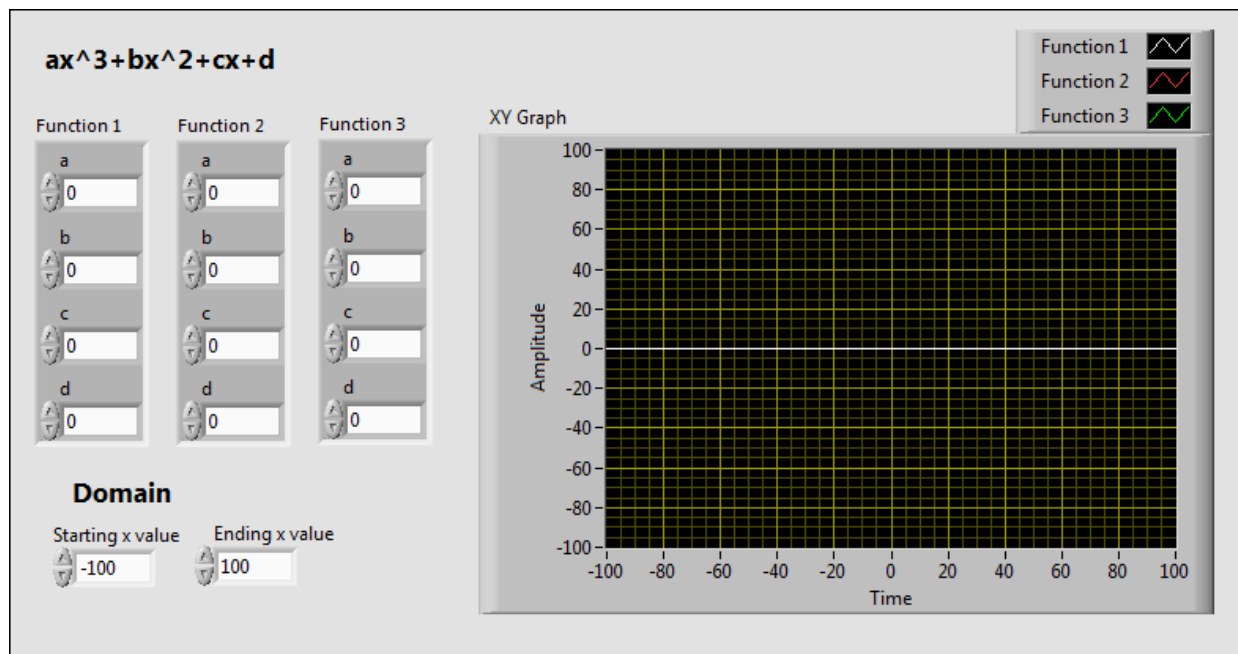 ax^3+bx^2+cx+d
Function 1
Function 2
Function 3
Function 1 Function 2 Function 3
a a a
0 0 0
b b b
0 0 0
c c c
0 0 0
d d d
0 0 0
Domain
Starting x value Ending x value
-100 100
XY Graph
100
80
60
40
20
0
-20
-40
-60
-80
-100
Amplitude
-100 -80 -60 -40 -20 0 20 40 60 80 100
Time